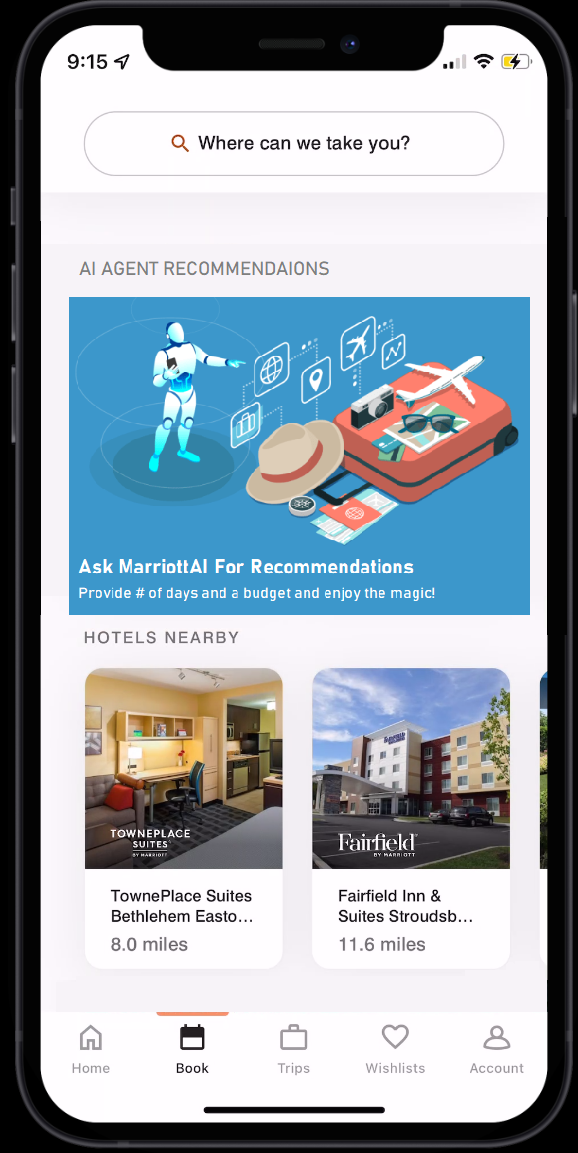 9:15
Where can we take you?
AI AGENT RECOMMENDAIONS
Ask MarriottAI For Recommendations
Provide # of days and a budget and enjoy the magic!
HOTELS NEARBY
TOWNEPLACE
SUITES
BY MARRIOTT
Fairfield
BY MARRIOTT
TownePlace Suites
Bethlehem Easto...
8.0 miles
Fairfield Inn &
Suites Stroudsb...
11.6 miles
Home
Book
Trips
Wishlists
Account